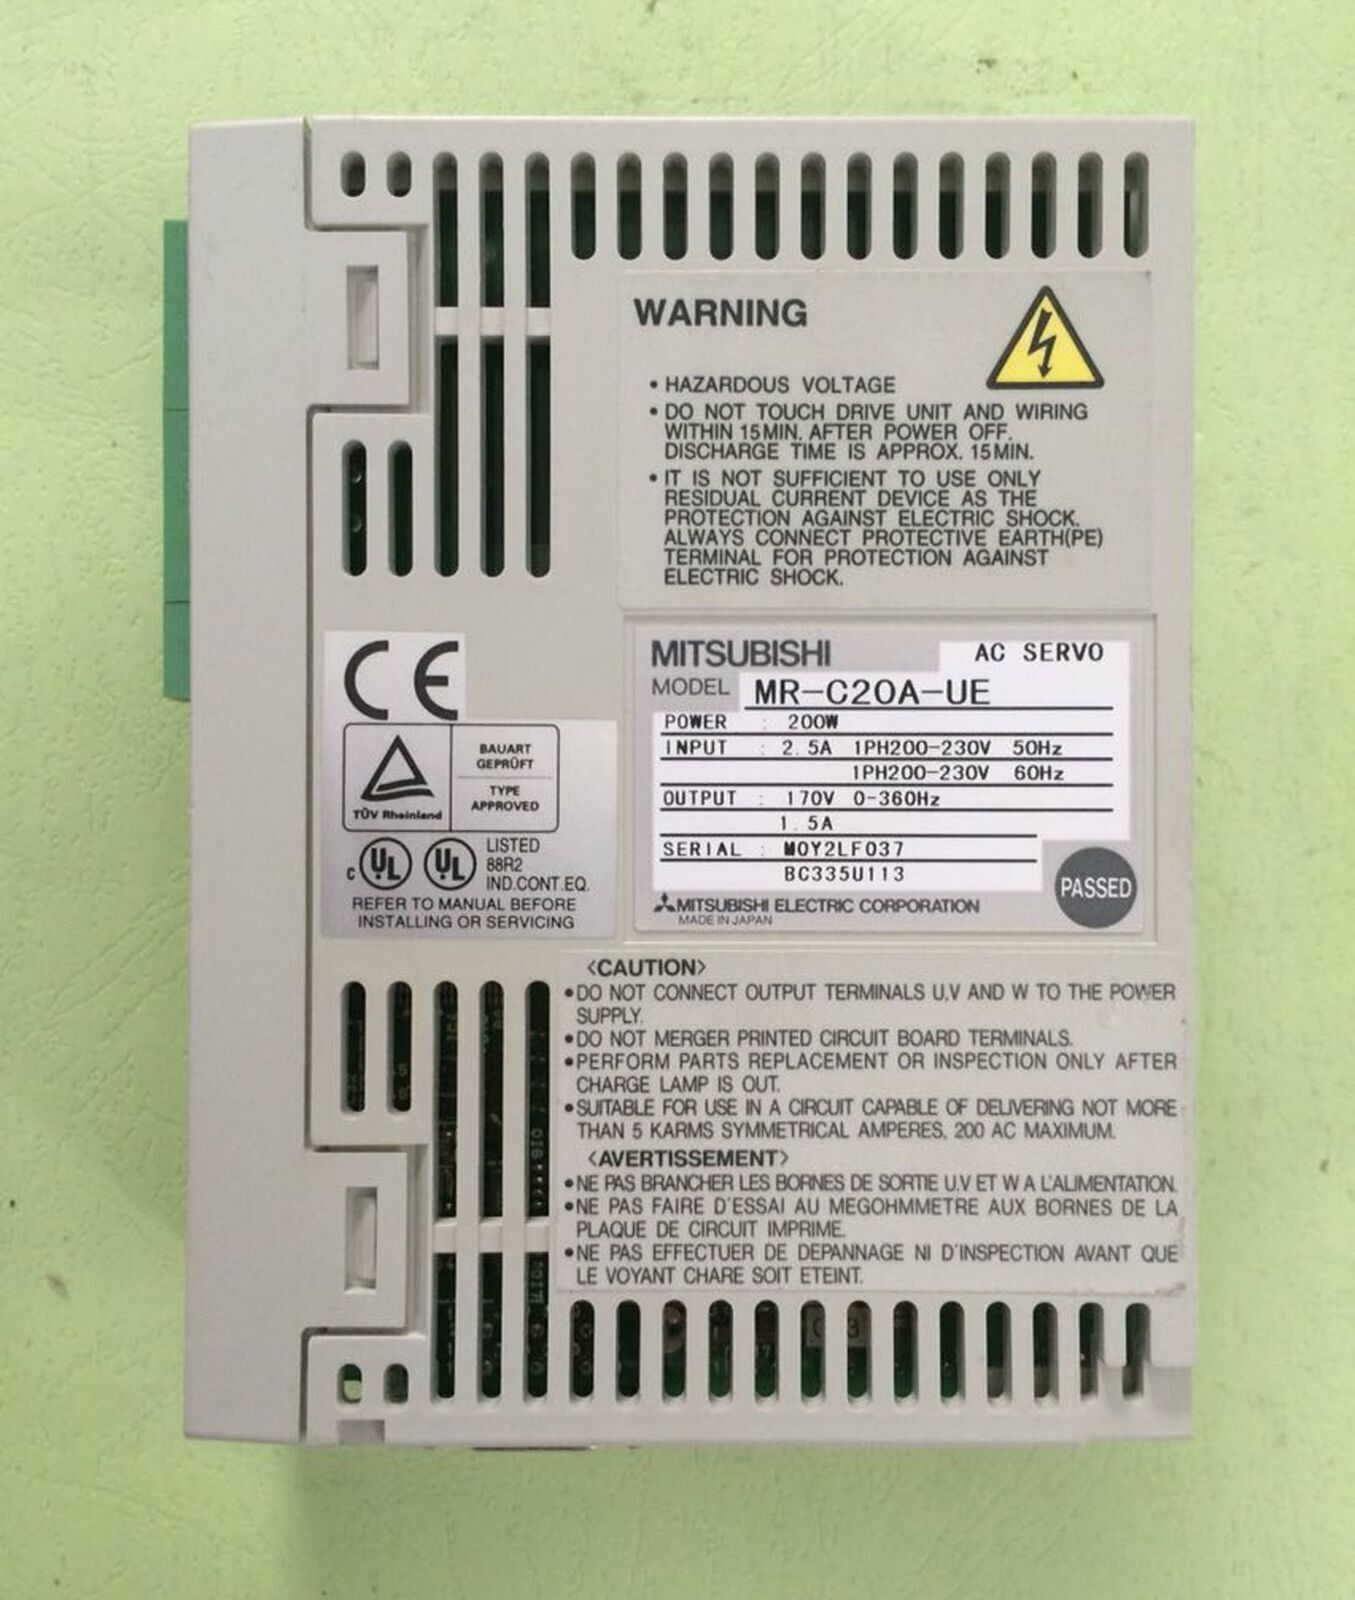 WARNING
• HAZARDOUS VOLTAGE
• DO NOT TOUCH DRIVE UNIT AND WIRING
WITHIN 15MIN. AFTER POWER OFF.
DISCHARGE TIME IS APPROX. 15MIN.
• IT IS NOT SUFFICIENT TO USE ONLY
RESIDUAL CURRENT DEVICE AS THE
PROTECTION AGAINST ELECTRIC SHOCK.
ALWAYS CONNECT PROTECTIVE EARTH(PE)
TERMINAL FOR PROTECTION AGAINST
ELECTRIC SHOCK.
CE
BAUART
GEPRÜFT
TYPE
APPROVED
TÜV Rheinland
c UL UL LISTED
88R2
IND.CONT.EQ.
REFER TO MANUAL BEFORE
INSTALLING OR SERVICING
MITSUBISHI AC SERVO
MODEL MR-C20A-UE
POWER : 200W
INPUT : 2.5A 1PH200-230V 50Hz
1PH200-230V 60Hz
OUTPUT : 170V 0-360Hz
1.5A
SERIAL : M0Y2LF037
BC335U113
PASSED
MITSUBISHI ELECTRIC CORPORATION
MADE IN JAPAN
<CAUTION>
•DO NOT CONNECT OUTPUT TERMINALS U,V AND W TO THE POWER
SUPPLY.
•DO NOT MERGER PRINTED CIRCUIT BOARD TERMINALS.
•PERFORM PARTS REPLACEMENT OR INSPECTION ONLY AFTER
CHARGE LAMP IS OUT.
•SUITABLE FOR USE IN A CIRCUIT CAPABLE OF DELIVERING NOT MORE
THAN 5 KARMS SYMMETRICAL AMPERES, 200 AC MAXIMUM.
<AVERTISSEMENT>
•NE PAS BRANCHER LES BORNES DE SORTIE U,V ET W A L'ALIMENTATION.
•NE PAS FAIRE D'ESSAI AU MEGOHMMETRE AUX BORNES DE LA
PLAQUE DE CIRCUIT IMPRIME.
•NE PAS EFFECTUER DE DEPANNAGE NI D'INSPECTION AVANT QUE
LE VOYANT CHARE SOIT ETEINT.